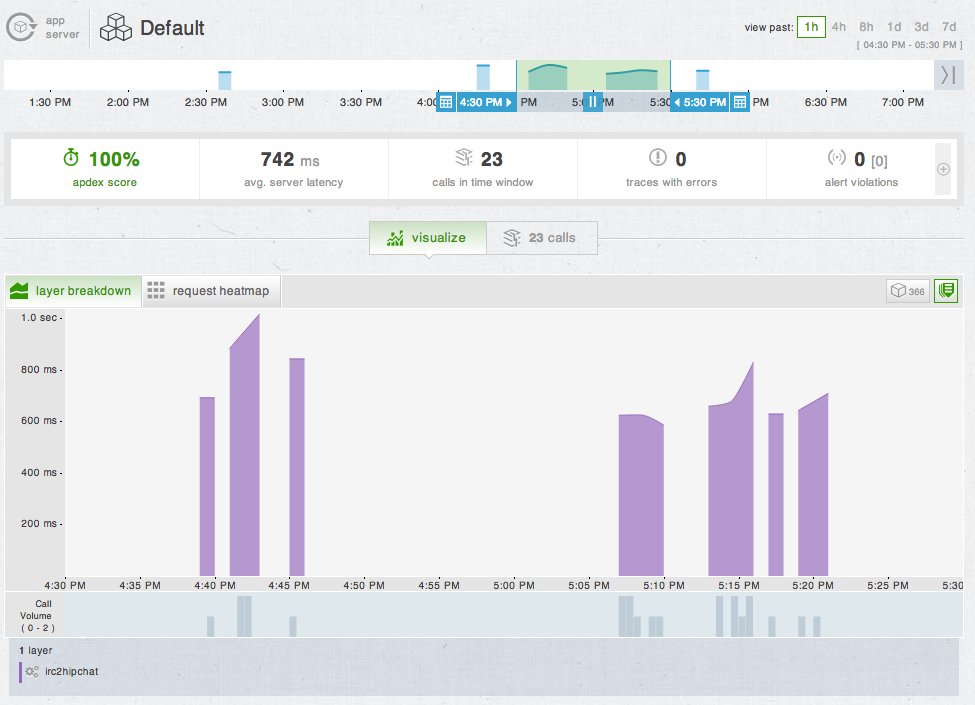 app
server
Default
view past: 1h 4h 8h 1d 3d 7d
[ 04:30 PM - 05:30 PM ]
1:30 PM 2:00 PM 2:30 PM 3:00 PM 3:30 PM 4:00 4:30 PM PM 5:0 PM 5:30 5:30 PM PM 6:30 PM 7:00 PM
100%
apdex score
742 ms
avg. server latency
23
calls in time window
0
traces with errors
0 [0]
alert violations
visualize
23 calls
layer breakdown
request heatmap
366
1.0 sec
800 ms
600 ms
400 ms
200 ms
4:30 PM 4:35 PM 4:40 PM 4:45 PM 4:50 PM 4:55 PM 5:00 PM 5:05 PM 5:10 PM 5:15 PM 5:20 PM 5:25 PM 5:30
Call
Volume
( 0 - 2 )
1 layer
irc2hipchat